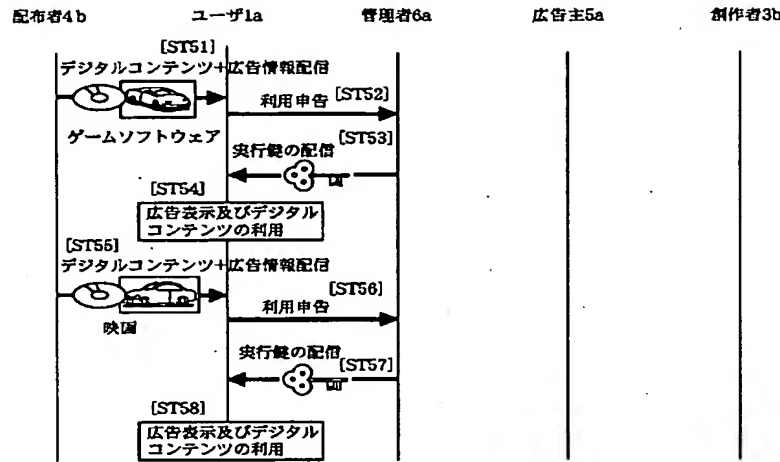 配布者4b ユーザ1a 管理者6a 広告主5a 創作者3b
[ST51]
デジタルコンテンツ+広告情報配信
利用申告 [ST52]
ゲームソフトウェア
[ST53]
実行鍵の配信
[ST54]
広告表示及びデジタル
コンテンツの利用
[ST55]
デジタルコンテンツ+広告情報配信
[ST56]
利用申告
映画
実行鍵の配信
[ST57]
[ST58]
広告表示及びデジタル
コンテンツの利用